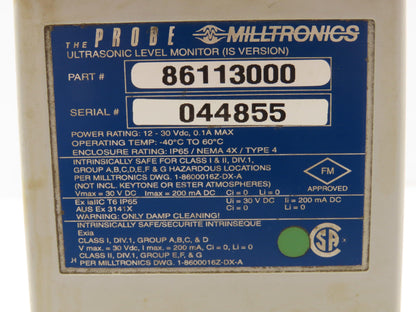 THE PROBE MILLTRONICS
ULTRASONIC LEVEL MONITOR (IS VERSION)
PART # 86113000
SERIAL # 044855
POWER RATING: 12 - 30 Vdc, 0.1A MAX
OPERATING TEMP: -40°C TO 60°C
ENCLOSURE RATING: IP65 / NEMA 4X / TYPE 4
INTRINSICALLY SAFE FOR CLASS I & II, DIV.1,
GROUP A,B,C,D,E,F & G HAZARDOUS LOCATIONS
PER MILLTRONICS DWG. 1-8600016Z-DX-A
(NOT INCL. KEYTONE OR ESTER ATMOSPHERES)
Vmax = 30 V DC Imax = 200 mA DC Ci = 0 Li = 0
FM
APPROVED
Ex iaIIC T6 IP65 Ui = 30 V DC Ii = 200 mA DC
AUS Ex 3141X Ci = 0 Li = 0
WARNING: ONLY DAMP CLEANING!
INTRINSICALLY SAFE/SECURITE INTRINSEQUE
Exia
CLASS I, DIV.1, GROUP A,B,C, & D
V max. = 30 Vdc, I max. = 200 mA, Ci = 0, Li = 0
CLASS II, DIV.1, GROUP E,F, & G
PER MILLTRONICS DWG. 1-8600016Z-DX-A
SA